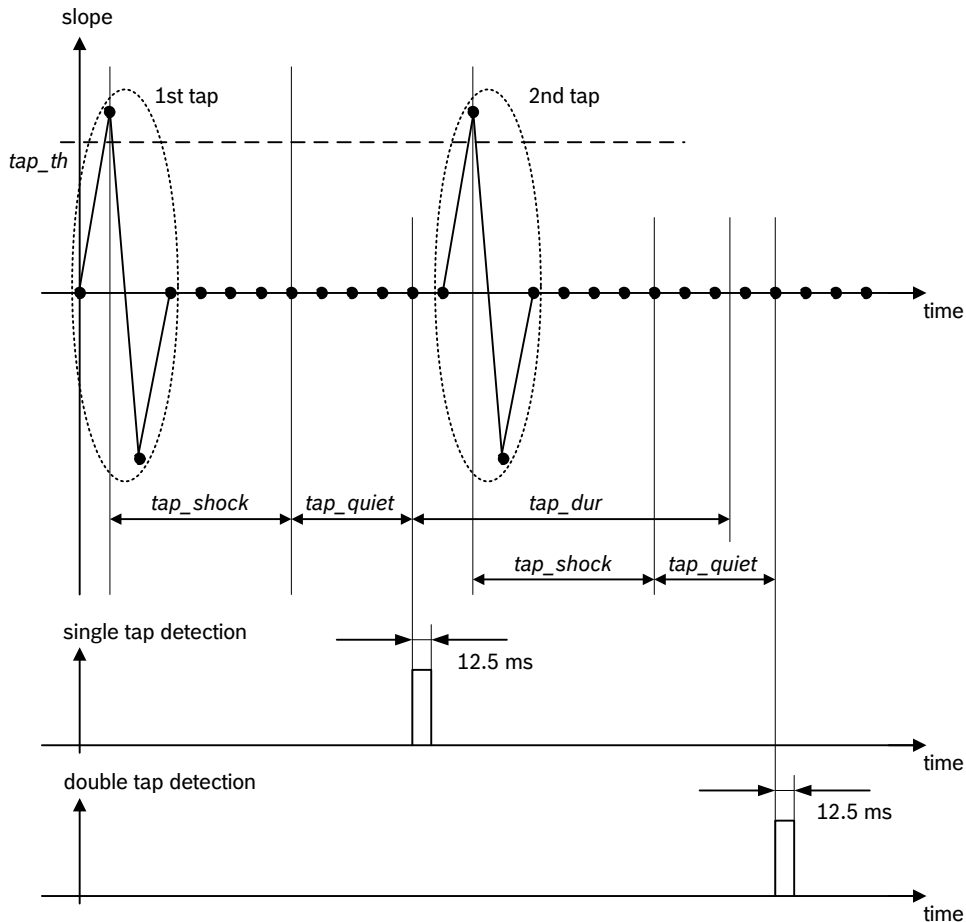 slope
1st tap
2nd tap
tap_th
time
tap_shock
tap_quiet
tap_dur
tap_shock
tap_quiet
single tap detection
12.5 ms
time
double tap detection
12.5 ms
time